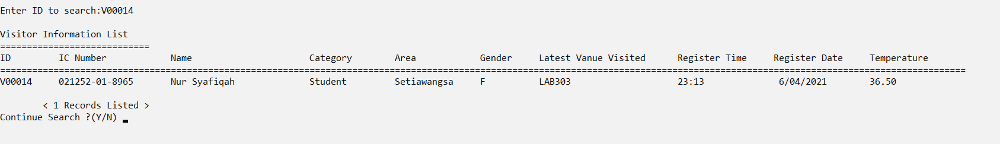 Enter ID to search:V00014
Visitor Information List
============================
ID IC Number Name Category Area Gender Latest Vanue Visited Register Time Register Date Temperature
=====================================================================================================================================================================================
V00014 021252-01-8965 Nur Syafiqah Student Setiawangsa F LAB303 23:13 6/04/2021 36.50
< 1 Records Listed >
Continue Search ?(Y/N)